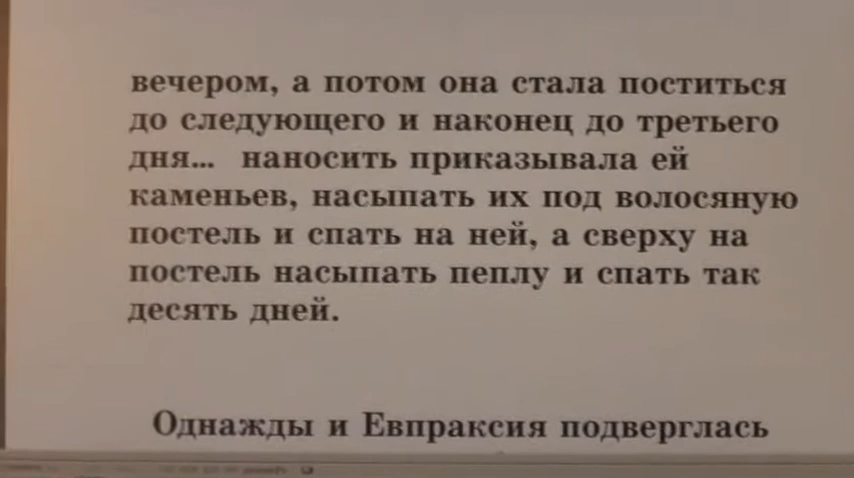 вечером, а потом она стала поститься
до следующего и наконец до третьего
дня... наносить приказывала ей
каменьев, насыпать их под волосяную
постель и спать на ней, а сверху на
постель насыпать пеплу и спать так
десять дней.
Однажды и Евпраксия подверглась